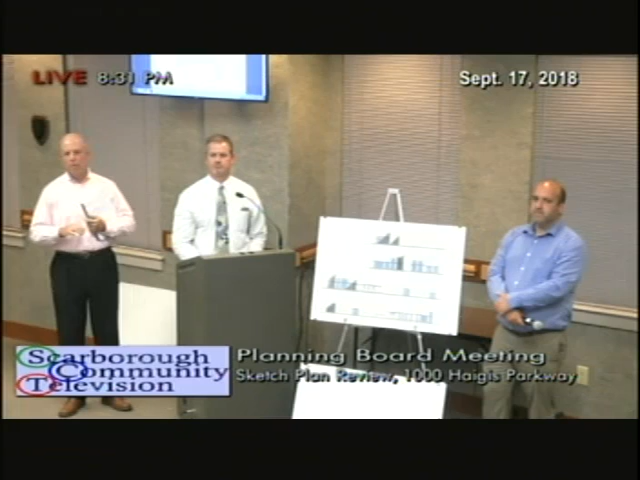 LIVE 8:31 PM
Sept. 17, 2018
Scarborough
Community
Television
Planning Board Meeting
Sketch Plan Review, 1000 Haigis Parkway